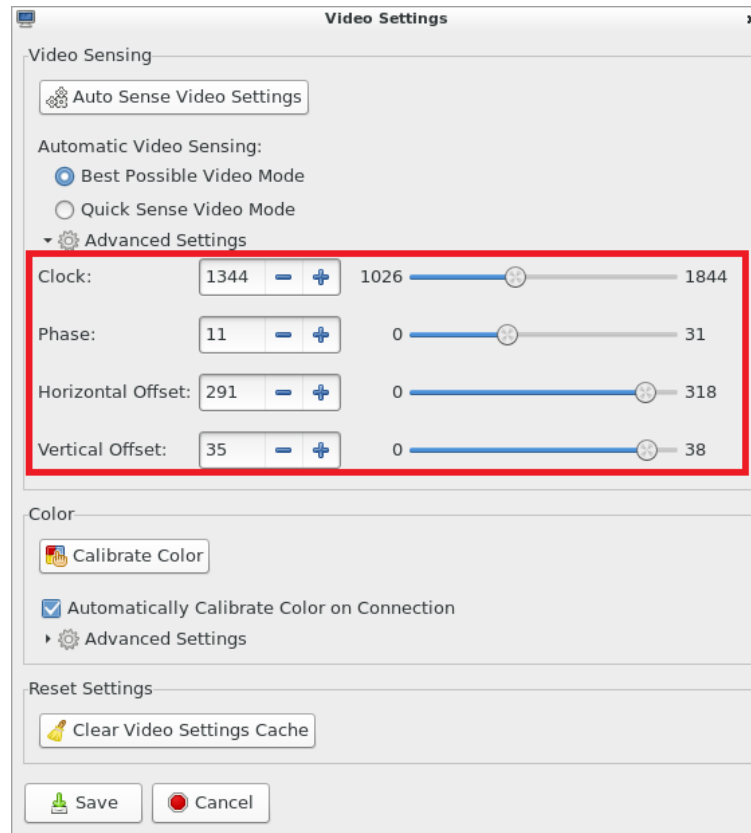 Video Settings
Video Sensing
Auto Sense Video Settings
Automatic Video Sensing:
Best Possible Video Mode
Quick Sense Video Mode
Advanced Settings
Clock: 1344 1026 1844
Phase: 11 0 31
Horizontal Offset: 291 0 318
Vertical Offset: 35 0 38
Color
Calibrate Color
Automatically Calibrate Color on Connection
Advanced Settings
Reset Settings
Clear Video Settings Cache
Save Cancel